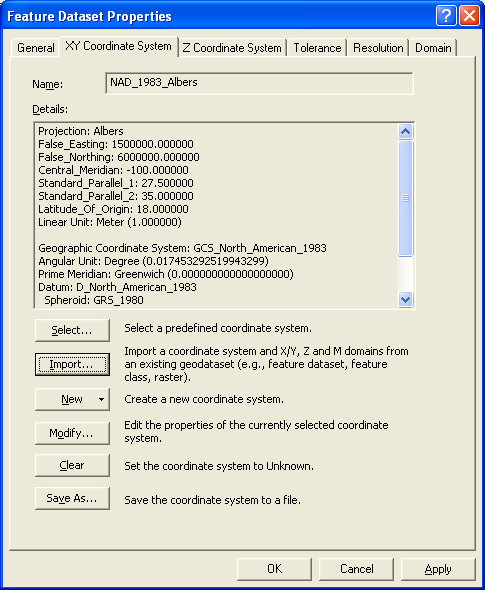 Feature Dataset Properties
General XY Coordinate System Z Coordinate System Tolerance Resolution Domain
Name: NAD_1983_Albers
Details:
Projection: Albers
False_Easting: 1500000.000000
False_Northing: 6000000.000000
Central_Meridian: -100.000000
Standard_Parallel_1: 27.500000
Standard_Parallel_2: 35.000000
Latitude_Of_Origin: 18.000000
Linear Unit: Meter (1.000000)
Geographic Coordinate System: GCS_North_American_1983
Angular Unit: Degree (0.017453292519943299)
Prime Meridian: Greenwich (0.000000000000000000)
Datum: D_North_American_1983
Spheroid: GRS_1980
Select... Select a predefined coordinate system.
Import... Import a coordinate system and X/Y, Z and M domains from
an existing geodataset (e.g., feature dataset, feature
class, raster).
New Create a new coordinate system.
Modify... Edit the properties of the currently selected coordinate
system.
Clear Set the coordinate system to Unknown.
Save As... Save the coordinate system to a file.
OK Cancel Apply